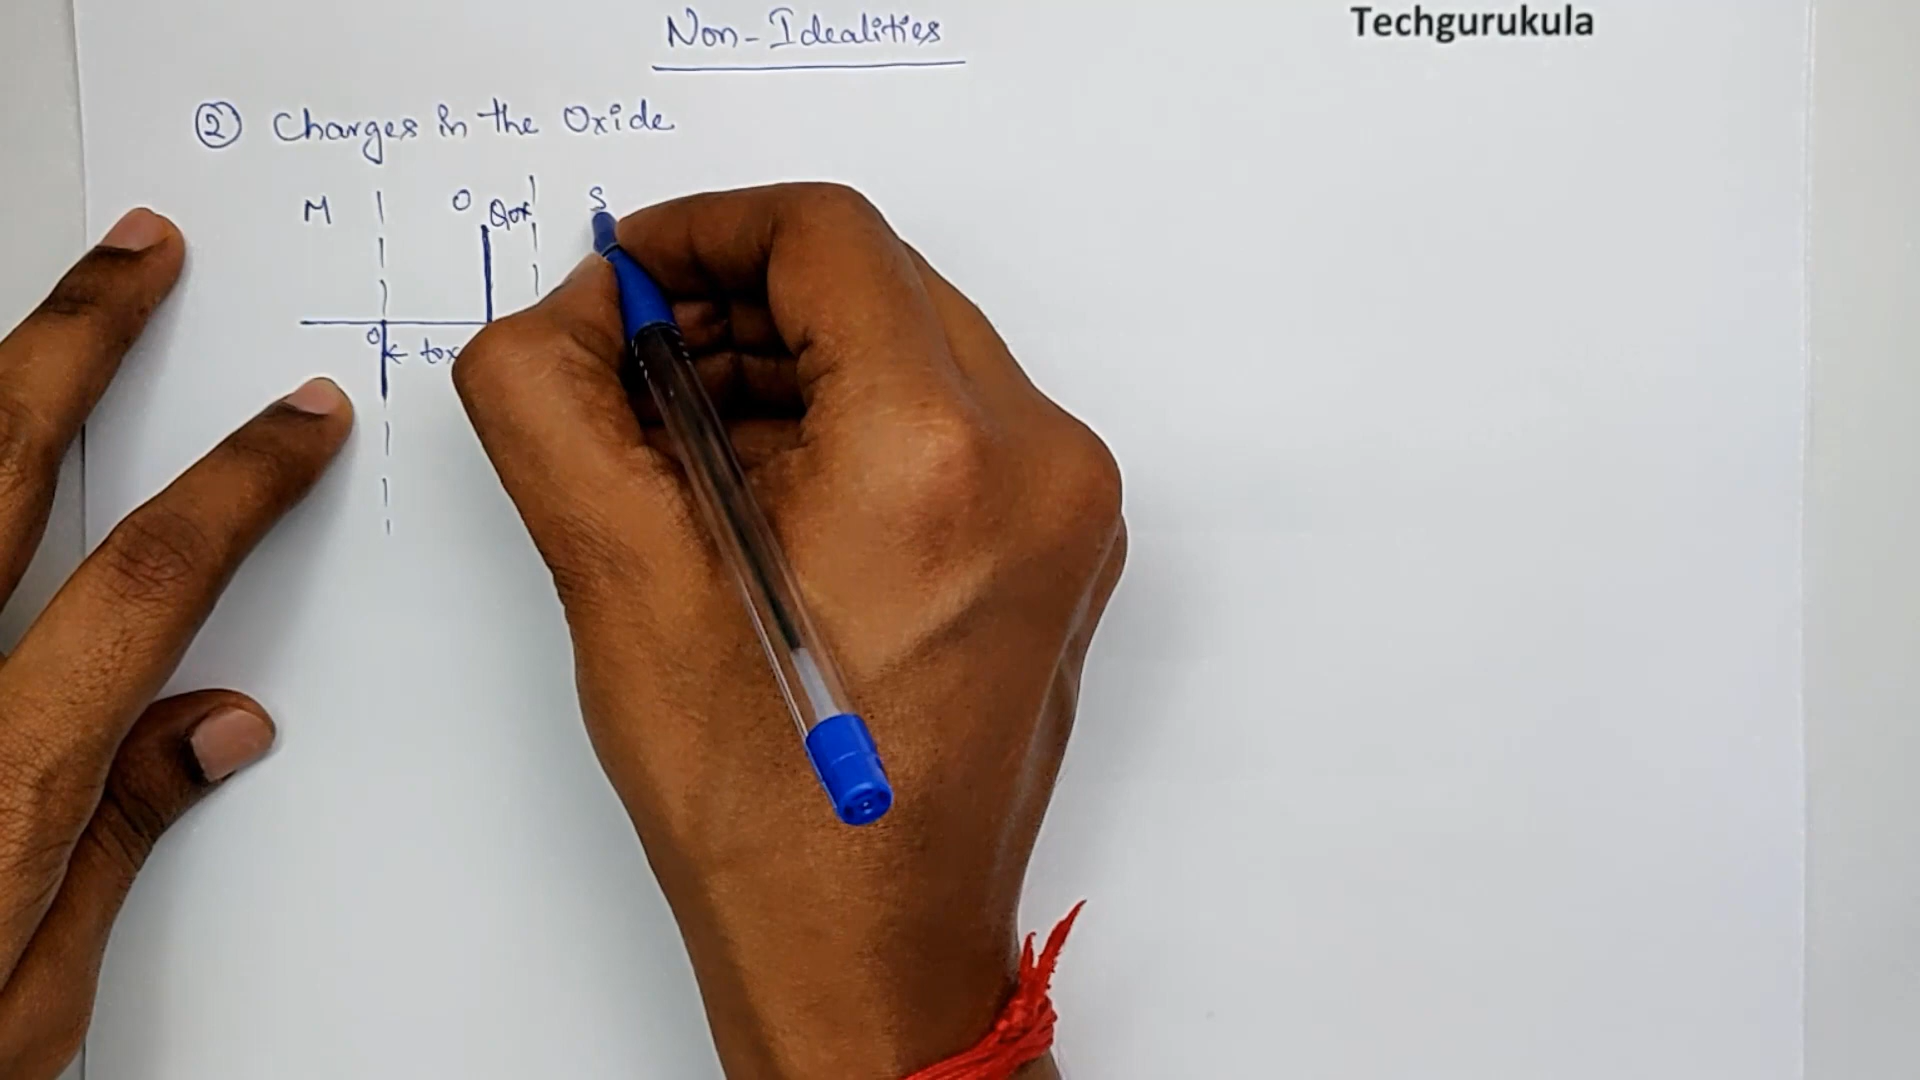 Non-Idealities
Techgurukula
② Charges in the Oxide
M O Qox S
0 tox